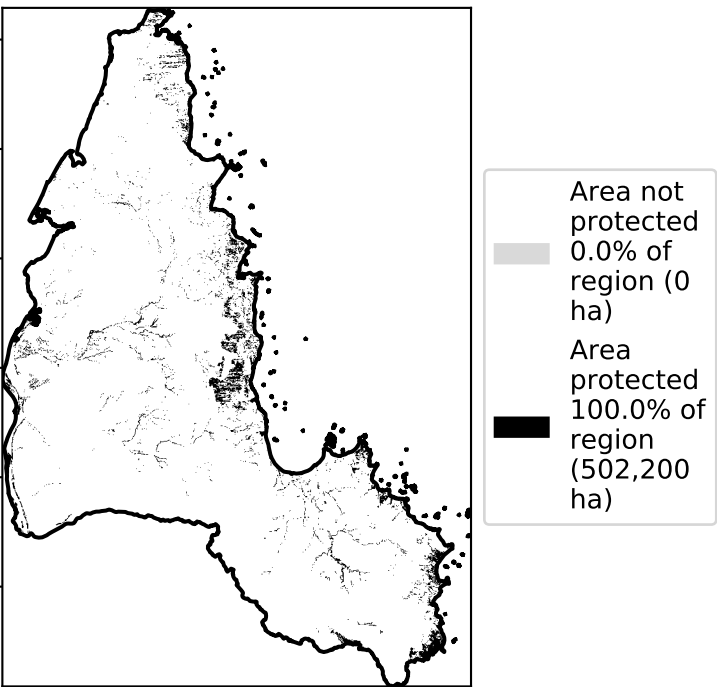 Area not
protected
0.0% of
region (0
ha)
Area
protected
100.0% of
region
(502,200
ha)